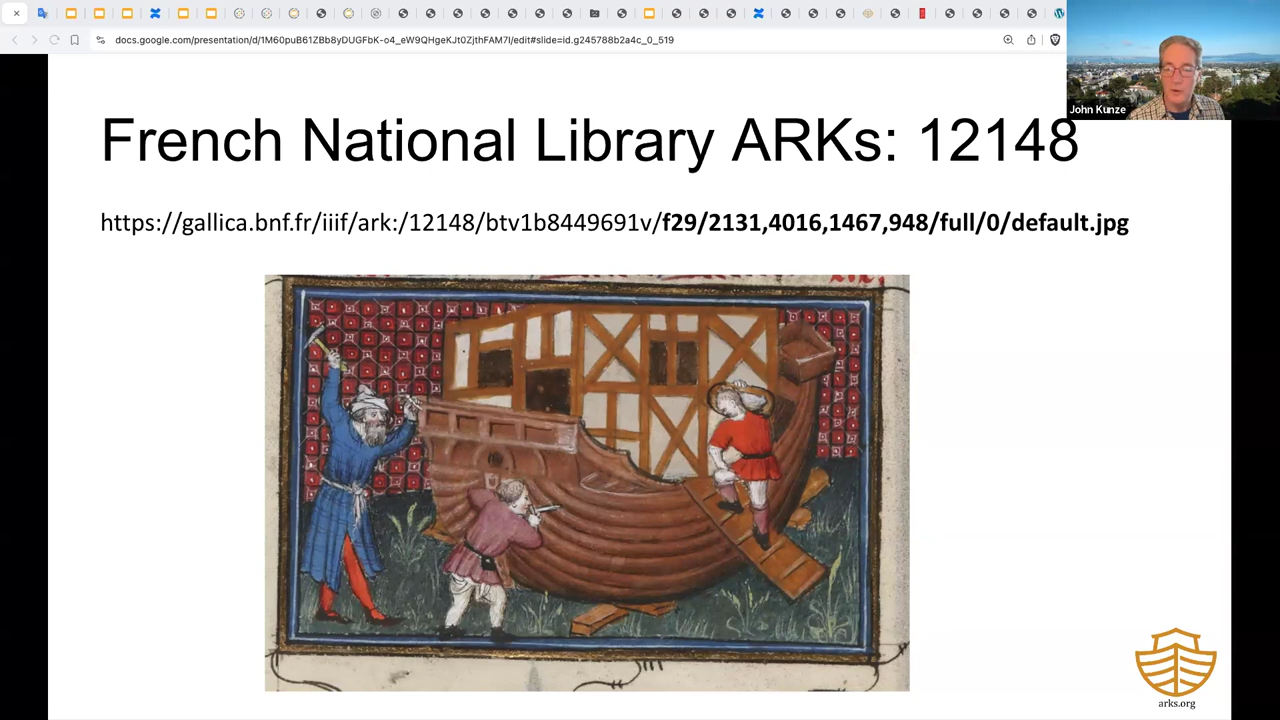 docs.google.com/presentation/d/1M60puB61ZBb8yDUGFbK-o4_eW9QHgeKJt0ZjthFAM7I/edit#slide=id.g245788b2a4c_0_519
John Kunze
French National Library ARKs: 12148
https://gallica.bnf.fr/iiif/ark:/12148/btv1b8449691v/f29/2131,4016,1467,948/full/0/default.jpg
arks.org